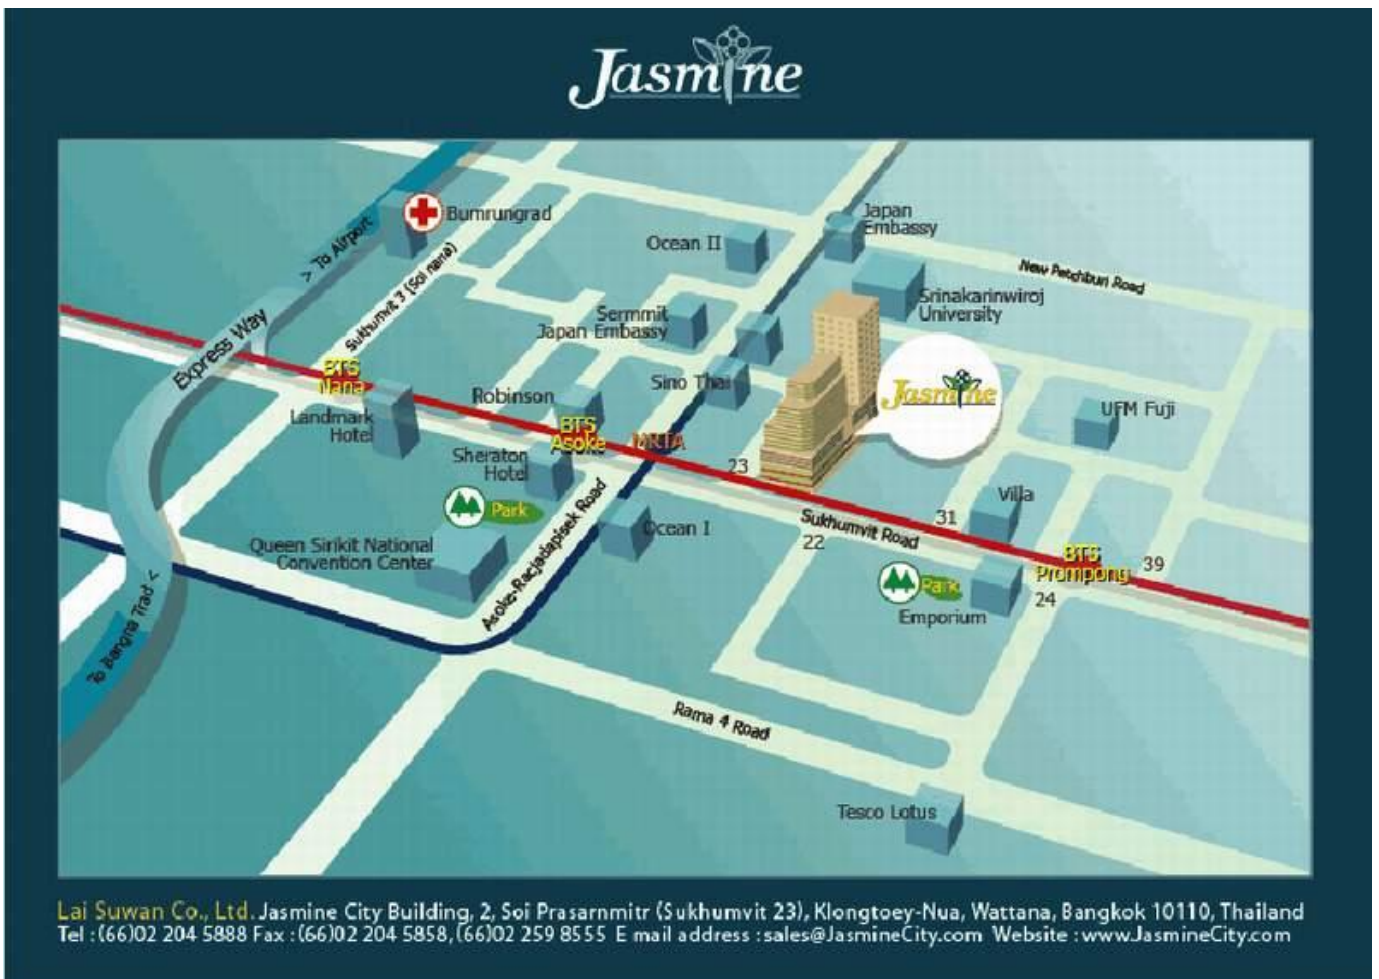 Jasmine
Bumrungrad
> To Airport
Sukhumvit 3 (Soi nana)
Express Way
Ocean II
Japan
Embassy
New Petchburi Road
Srinakarinwiroj
University
Sermmit
Japan Embassy
Sino Thai
Jasmine
UFM Fuji
BTS
Nana
Landmark
Hotel
Robinson
BTS
Asoke
MRTA
Sheraton
Hotel
23
Park
Queen Sirikit National
Convention Center
Asoke-Racjadapisek Road
Ocean I
Villa
31
Sukhumvit Road
22
BTS
Prompong
39
Park
24
Emporium
To Bangna Trad <
Rama 4 Road
Tesco Lotus
Lai Suwan Co., Ltd. Jasmine City Building, 2, Soi Prasarnmitr (Sukhumvit 23), Klongtoey-Nua, Wattana, Bangkok 10110, Thailand
Tel :(66)02 204 5888 Fax :(66)02 204 5858,(66)02 259 8555 E mail address :sales@JasmineCity.com Website :www.JasmineCity.com